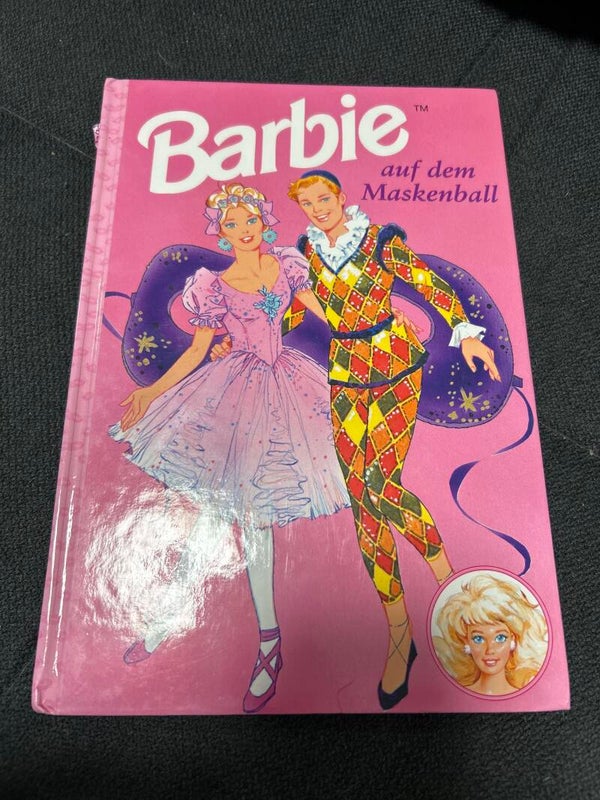 Barbie™
auf dem
Maskenball